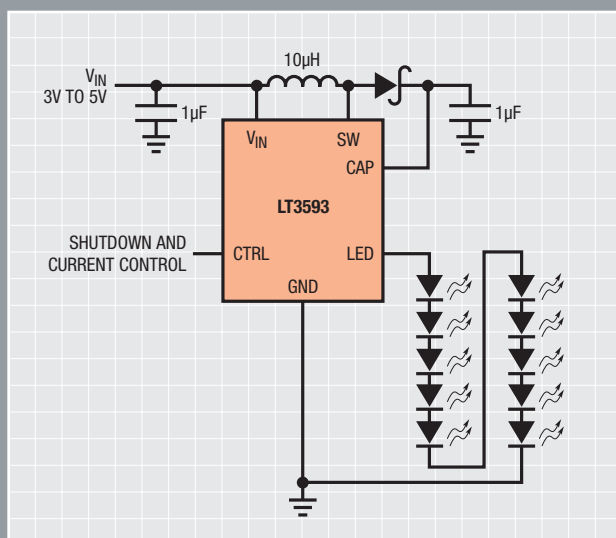 10µH
VIN
3V TO 5V
1µF
1µF
VIN
SW
CAP
LT3593
SHUTDOWN AND
CURRENT CONTROL
CTRL
LED
GND